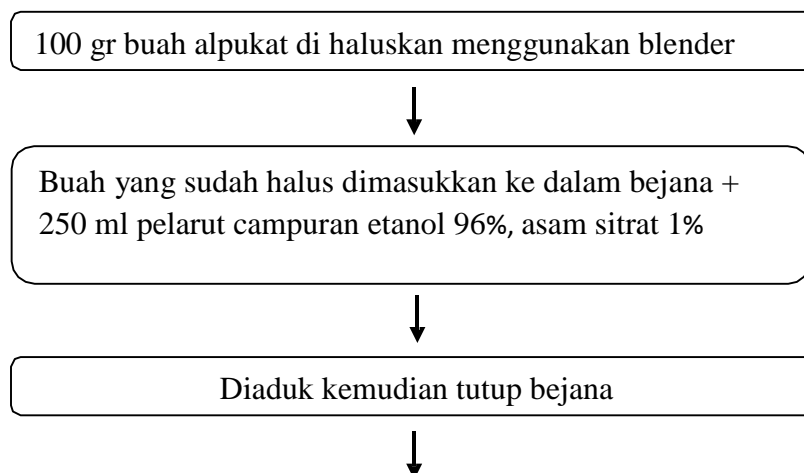 100 gr buah alpukat di haluskan menggunakan blender
Buah yang sudah halus dimasukkan ke dalam bejana +
250 ml pelarut campuran etanol 96%, asam sitrat 1%
Diaduk kemudian tutup bejana